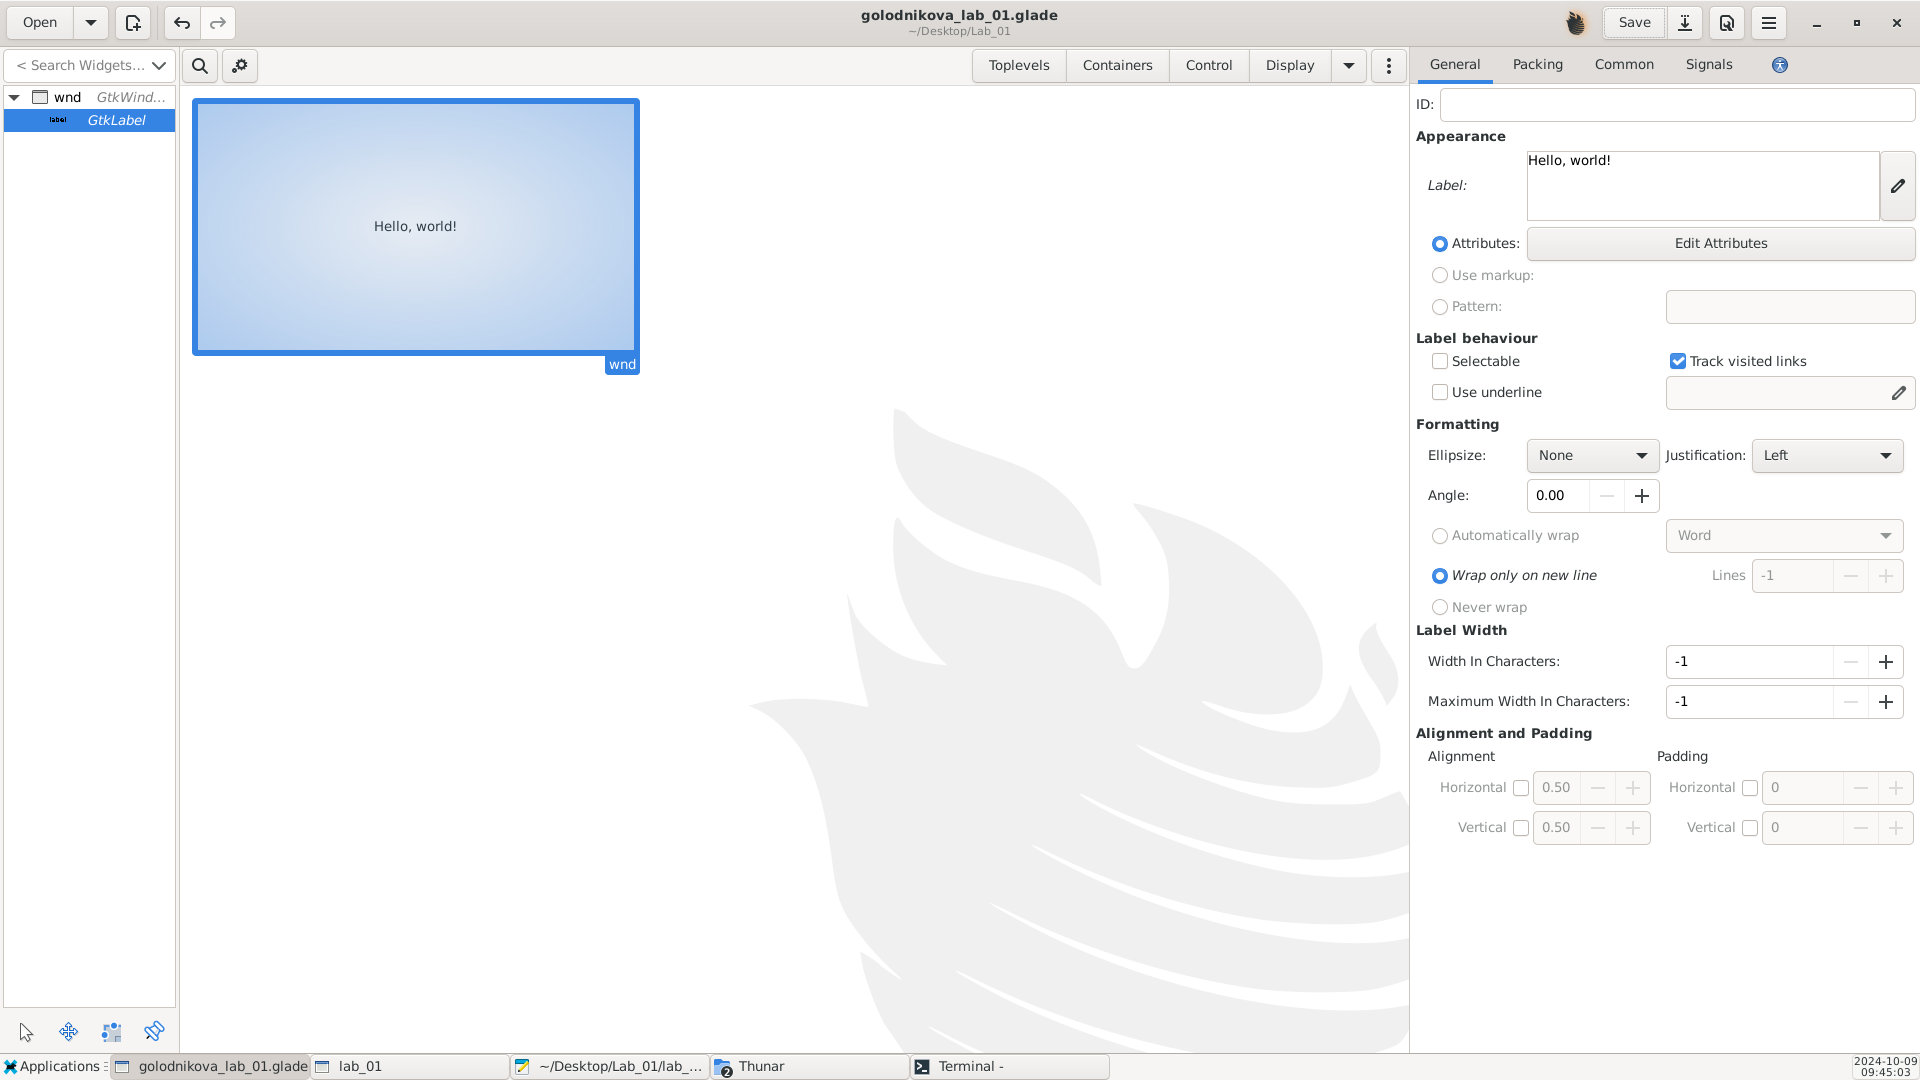 Open
golodnikova_lab_01.glade
~/Desktop/Lab_01
Save
< Search Widgets...
Toplevels
Containers
Control
Display
General
Packing
Common
Signals
wnd GtkWind...
label GtkLabel
Hello, world!
wnd
ID:
Appearance
Label:
Hello, world!
Attributes:
Edit Attributes
Use markup:
Pattern:
Label behaviour
Selectable
Track visited links
Use underline
Formatting
Ellipsize:
None
Justification:
Left
Angle:
0.00
Automatically wrap
Word
Wrap only on new line
Lines
-1
Never wrap
Label Width
Width In Characters:
-1
Maximum Width In Characters:
-1
Alignment and Padding
Alignment
Padding
Horizontal
0.50
Horizontal
0
Vertical
0.50
Vertical
0
Applications
golodnikova_lab_01.glade
lab_01
~/Desktop/Lab_01/lab_...
2
Thunar
Terminal -
2024-10-09
09:45:03